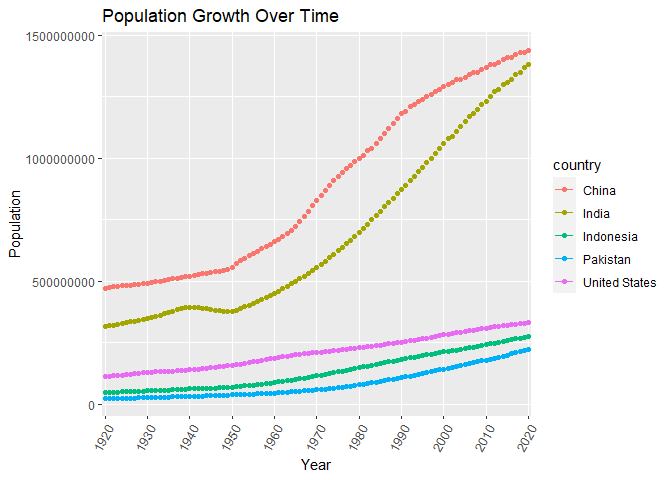 Population Growth Over Time
Population
1500000000
1000000000
500000000
0
1920
1930
1940
1950
1960
1970
1980
1990
2000
2010
2020
Year
country
China
India
Indonesia
Pakistan
United States